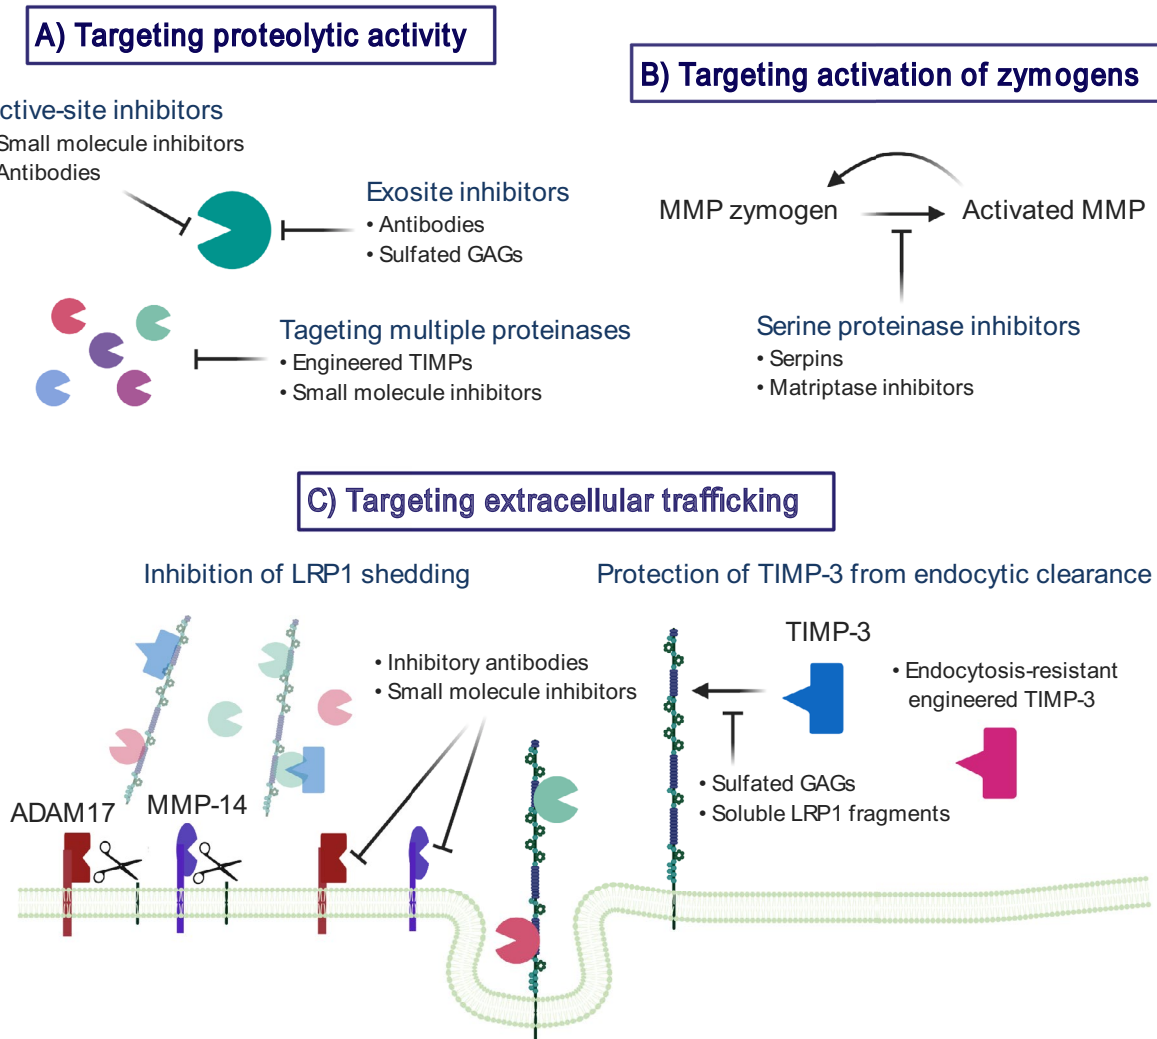 A) Targeting proteolytic activity
ctive-site inhibitors
Small molecule inhibitors
Antibodies
Exosite inhibitors
• Antibodies
• Sulfated GAGs
Tageting multiple proteinases
• Engineered TIMPs
• Small molecule inhibitors
B) Targeting activation of zymogens
MMP zymogen
Activated MMP
Serine proteinase inhibitors
• Serpins
• Matriptase inhibitors
C) Targeting extracellular trafficking
Inhibition of LRP1 shedding
• Inhibitory antibodies
• Small molecule inhibitors
ADAM17
MMP-14
Protection of TIMP-3 from endocytic clearance
TIMP-3
• Endocytosis-resistant
engineered TIMP-3
• Sulfated GAGs
• Soluble LRP1 fragments